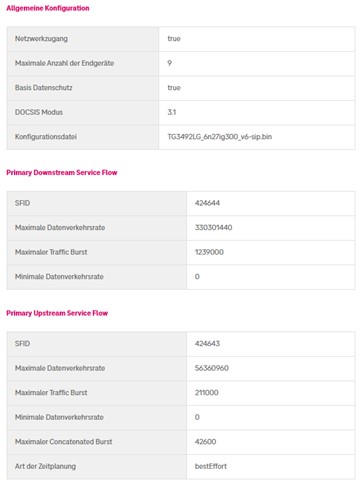 Allgemeine Konfiguration
Netzwerkzugang true
Maximale Anzahl der Endgeräte 9
Basis Datenschutz true
DOCSIS Modus 3.1
Konfigurationsdatei TG3492LG_6n27ig300_v6-sip.bin
Primary Downstream Service Flow
SFID 424644
Maximale Datenverkehrsrate 330301440
Maximaler Traffic Burst 1239000
Minimale Datenverkehrsrate 0
Primary Upstream Service Flow
SFID 424643
Maximale Datenverkehrsrate 56360960
Maximaler Traffic Burst 211000
Minimale Datenverkehrsrate 0
Maximaler Concatenated Burst 42600
Art der Zeitplanung bestEffort